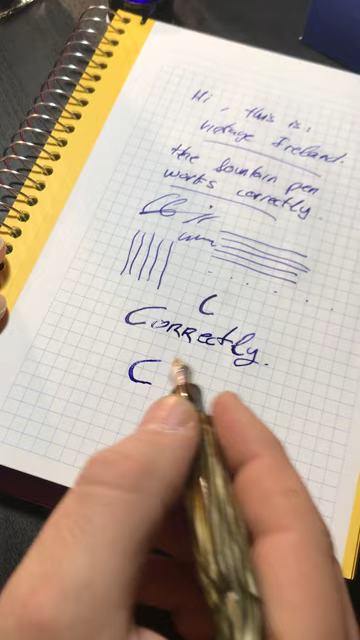 Hi, this is,
vintage Ireland.
the fountain pen
works correctly.
C
Correctly.
C